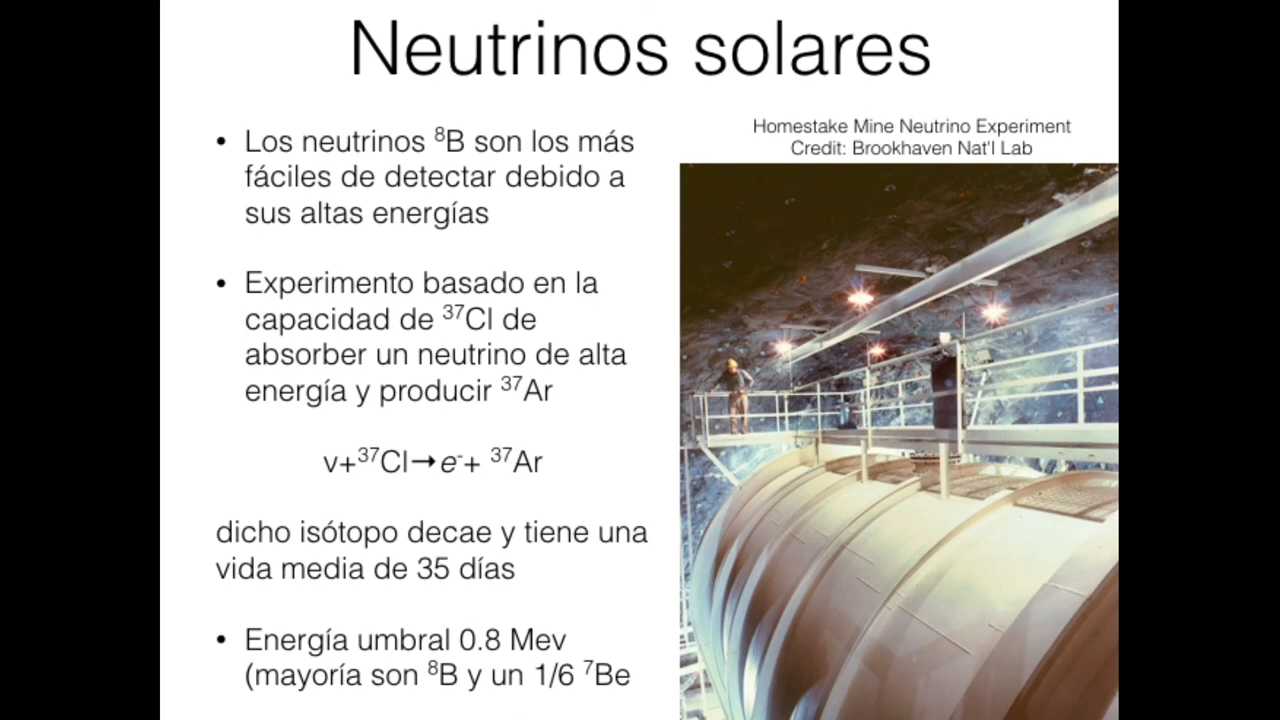 Neutrinos solares
• Los neutrinos ⁸B son los más
fáciles de detectar debido a
sus altas energías
• Experimento basado en la
capacidad de ³⁷Cl de
absorber un neutrino de alta
energía y producir ³⁷Ar
ν+³⁷Cl→e⁻+ ³⁷Ar
dicho isótopo decae y tiene una
vida media de 35 días
• Energía umbral 0.8 Mev
(mayoría son ⁸B y un 1/6 ⁷Be
Homestake Mine Neutrino Experiment
Credit: Brookhaven Nat'l Lab